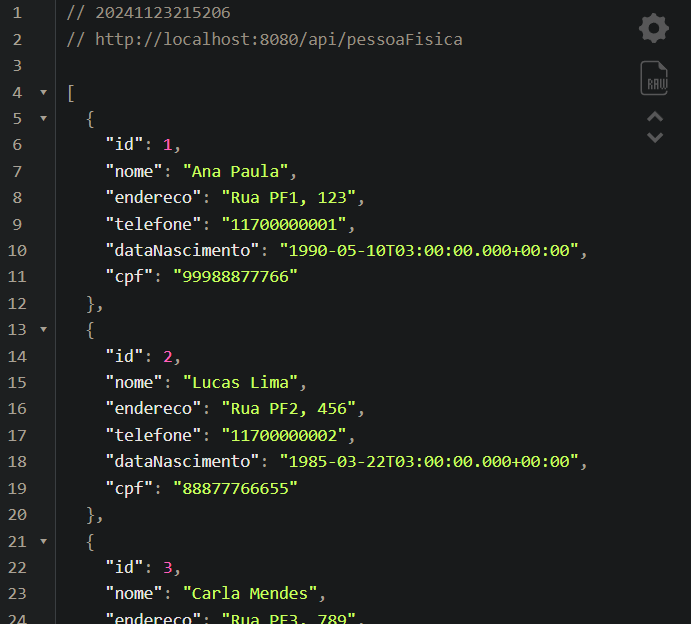 1 // 20241123215206
2 // http://localhost:8080/api/pessoaFisica
3
4 [
5 {
6 "id": 1,
7 "nome": "Ana Paula",
8 "endereco": "Rua PF1, 123",
9 "telefone": "11700000001",
10 "dataNascimento": "1990-05-10T03:00:00.000+00:00",
11 "cpf": "99988877766"
12 },
13 {
14 "id": 2,
15 "nome": "Lucas Lima",
16 "endereco": "Rua PF2, 456",
17 "telefone": "11700000002",
18 "dataNascimento": "1985-03-22T03:00:00.000+00:00",
19 "cpf": "88877766655"
20 },
21 {
22 "id": 3,
23 "nome": "Carla Mendes",
24 "endereco": "Rua PF3, 789",
RAW